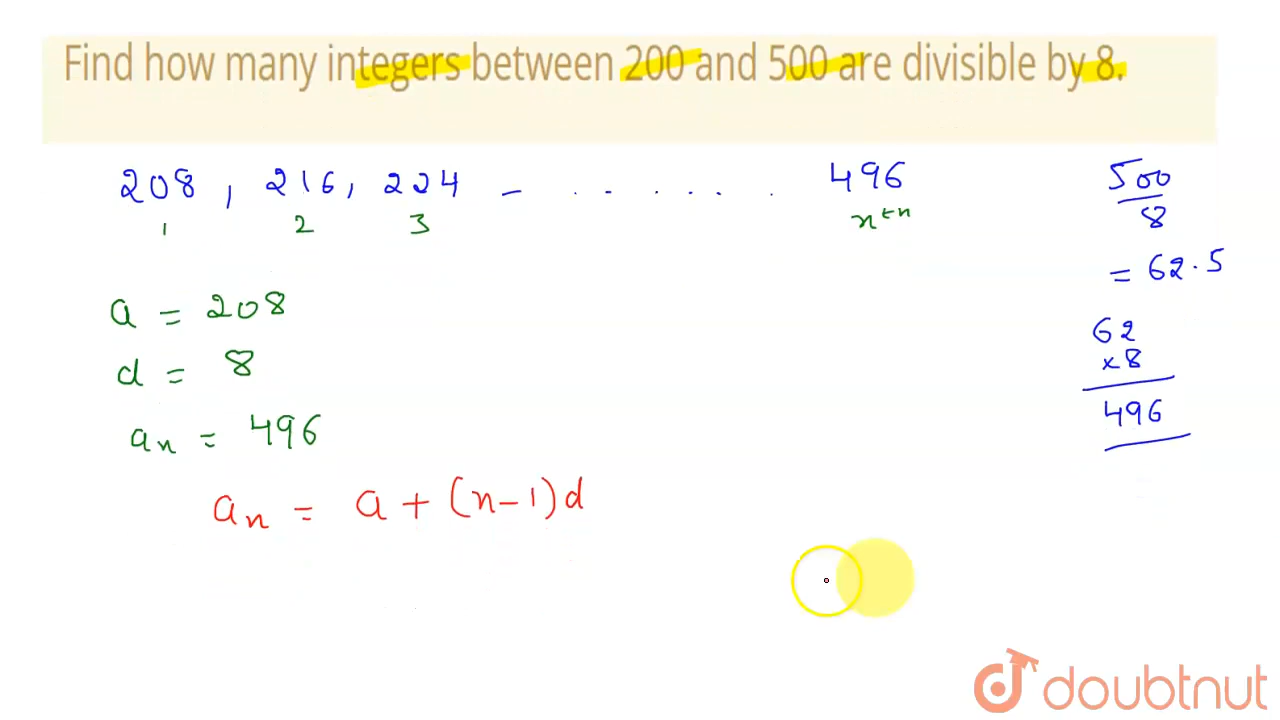 Find how many integers between 200 and 500 are divisible by 8.
208 , 216 , 224 - . . . . . . 496
1 2 3 nth
500
8
= 62.5
62
×8
496
a = 208
d = 8
an = 496
an = a + (n-1)d
doubtnut